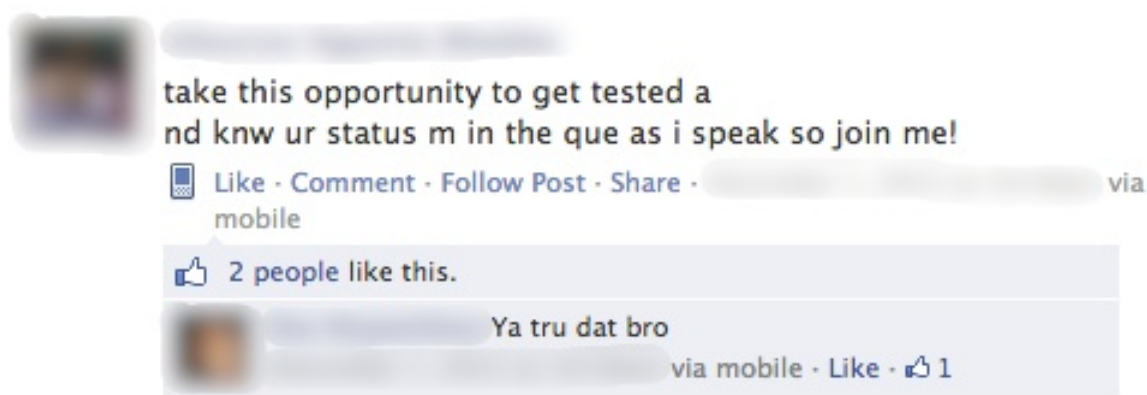 take this opportunity to get tested a
nd knw ur status m in the que as i speak so join me!
Like · Comment · Follow Post · Share · via
mobile
2 people like this.
Ya tru dat bro
via mobile · Like · 1